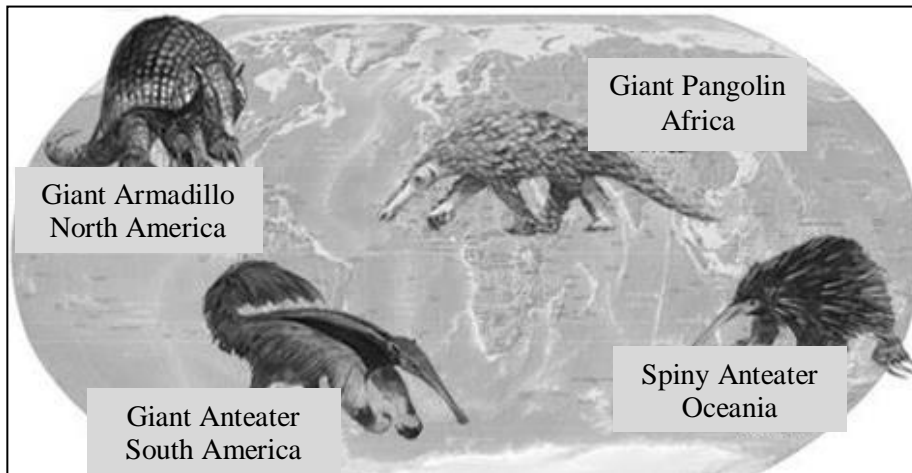 Giant Pangolin
Africa
Giant Armadillo
North America
Spiny Anteater
Oceania
Giant Anteater
South America